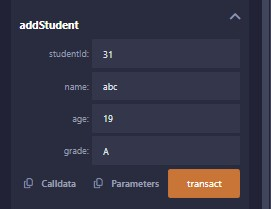 addStudent
studentId: 31
name: abc
age: 19
grade: A
Calldata Parameters transact